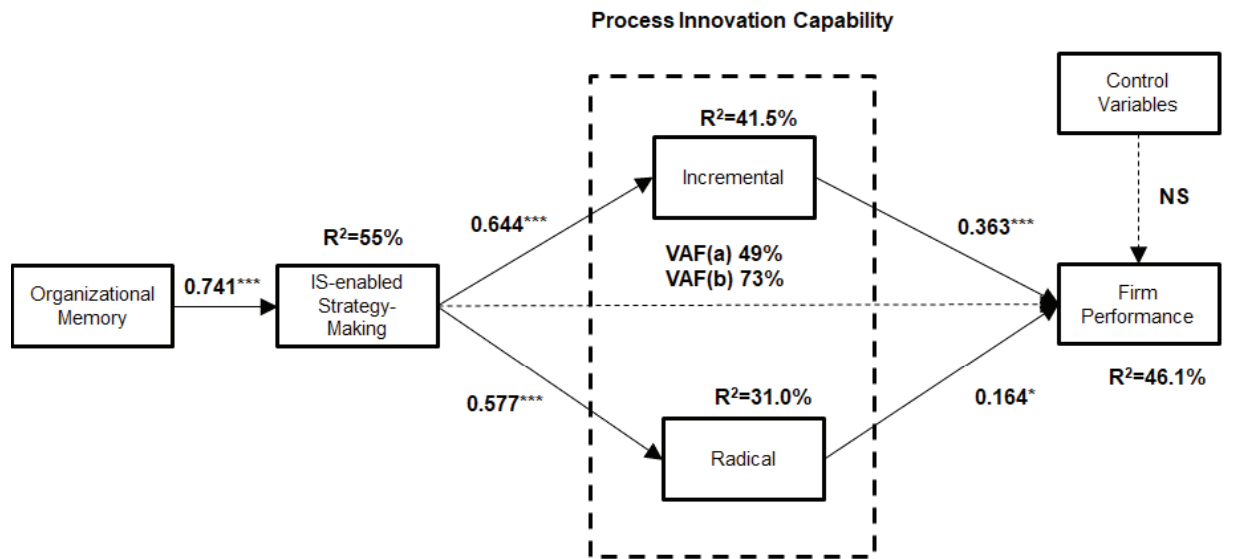 Process Innovation Capability
Control
Variables
R²=41.5%
Incremental
NS
0.644***
0.363***
R²=55%
VAF(a) 49%
VAF(b) 73%
Organizational
Memory
0.741***
IS-enabled
Strategy-
Making
Firm
Performance
R²=46.1%
0.577***
R²=31.0%
0.164*
Radical